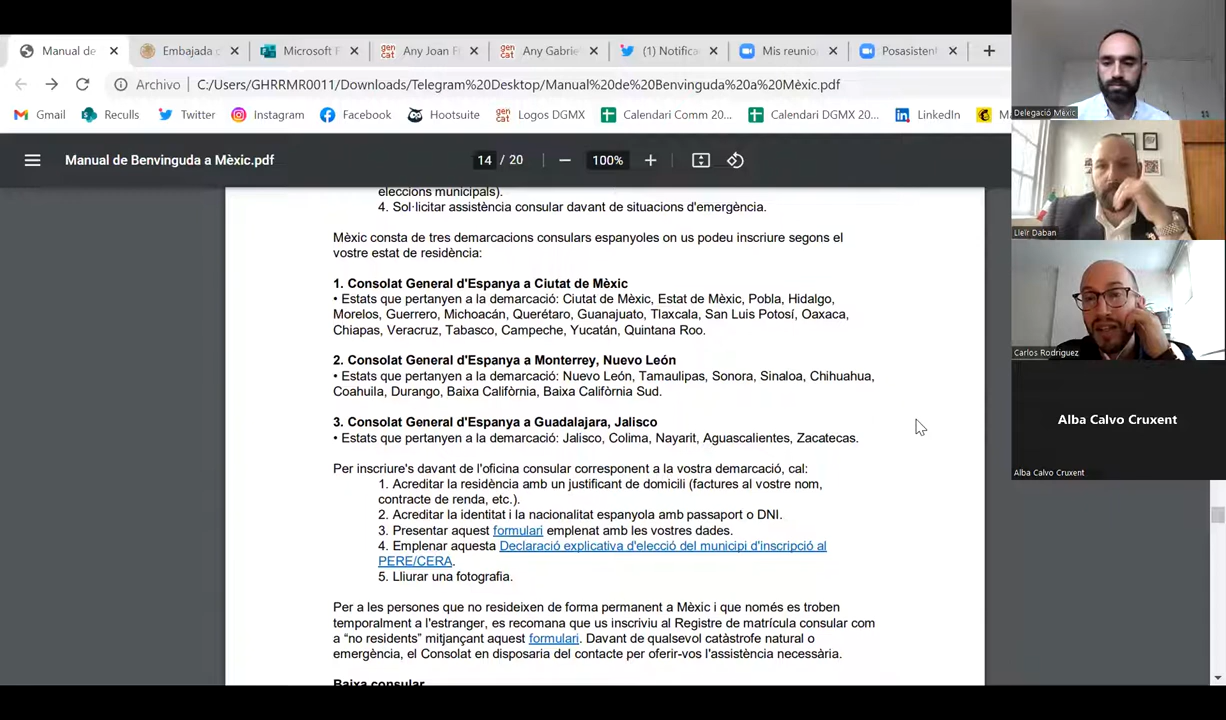 Manual de
Embajada
Microsoft F
gen cat
Any Joan F
gen cat
Any Gabrie
(1) Notifica
Mis reunio
Posasisten
Archivo
C:/Users/GHRRMR0011/Downloads/Telegram%20Desktop/Manual%20de%20Benvinguda%20a%20Mèxic.pdf
Gmail
Reculls
Twitter
Instagram
Facebook
Hootsuite
gen cat
Logos DGMX
Calendari Comm 20...
Calendari DGMX 20...
LinkedIn
Manual de Benvinguda a Mèxic.pdf
14 / 20
100%
eleccions municipals).
4. Sol·licitar assistència consular davant de situacions d'emergència.
Mèxic consta de tres demarcacions consulars espanyoles on us podeu inscriure segons el
vostre estat de residència:
1. Consolat General d'Espanya a Ciutat de Mèxic
• Estats que pertanyen a la demarcació: Ciutat de Mèxic, Estat de Mèxic, Pobla, Hidalgo,
Morelos, Guerrero, Michoacán, Querétaro, Guanajuato, Tlaxcala, San Luis Potosí, Oaxaca,
Chiapas, Veracruz, Tabasco, Campeche, Yucatán, Quintana Roo.
2. Consolat General d'Espanya a Monterrey, Nuevo León
• Estats que pertanyen a la demarcació: Nuevo León, Tamaulipas, Sonora, Sinaloa, Chihuahua,
Coahuila, Durango, Baixa Califòrnia, Baixa Califòrnia Sud.
3. Consolat General d'Espanya a Guadalajara, Jalisco
• Estats que pertanyen a la demarcació: Jalisco, Colima, Nayarit, Aguascalientes, Zacatecas.
Per inscriure's davant de l'oficina consular corresponent a la vostra demarcació, cal:
1. Acreditar la residència amb un justificant de domicili (factures al vostre nom,
contracte de renda, etc.).
2. Acreditar la identitat i la nacionalitat espanyola amb passaport o DNI.
3. Presentar aquest formulari emplenat amb les vostres dades.
4. Emplenar aquesta Declaració explicativa d'elecció del municipi d'inscripció al
PERE/CERA.
5. Lliurar una fotografia.
Per a les persones que no resideixen de forma permanent a Mèxic i que només es troben
temporalment a l'estranger, es recomana que us inscriviu al Registre de matrícula consular com
a “no residents” mitjançant aquest formulari. Davant de qualsevol catàstrofe natural o
emergència, el Consolat en disposaria del contacte per oferir-vos l'assistència necessària.
Baixa consular
Delegació Mèxic
Lleïr Daban
Carlos Rodríguez
Alba Calvo Cruxent
Alba Calvo Cruxent